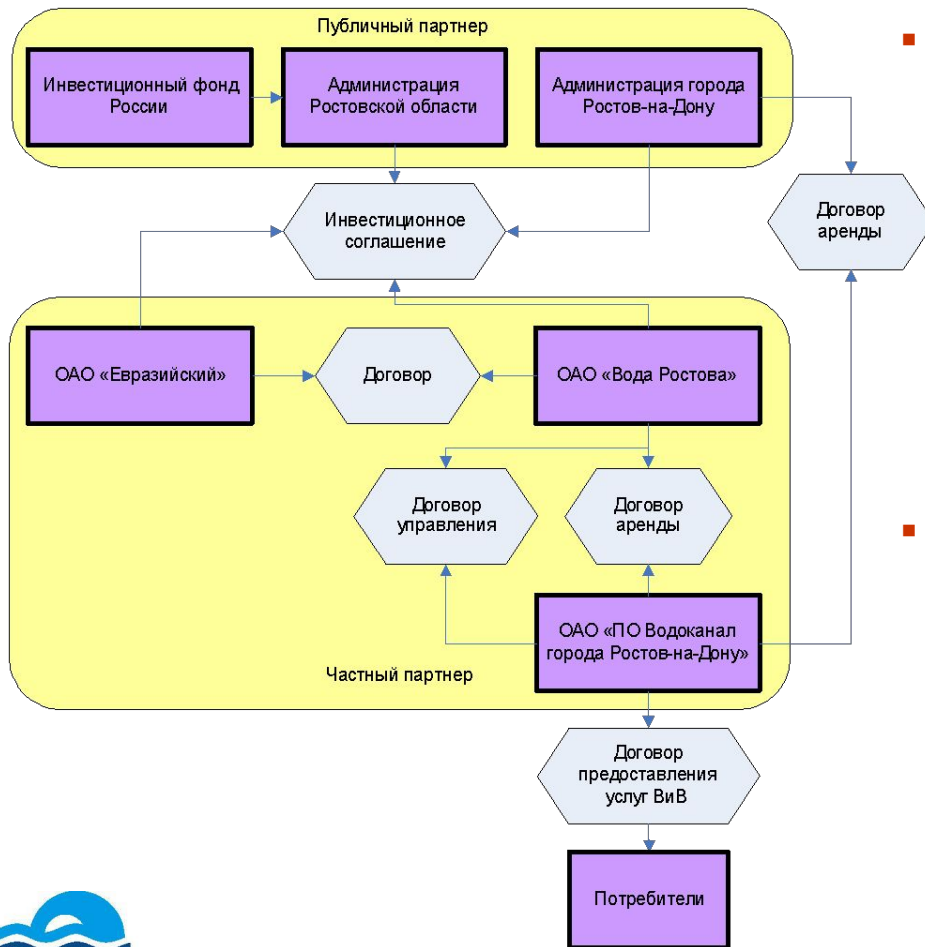 Публичный партнер
Инвестиционный фонд
России
Администрация
Ростовской области
Администрация города
Ростов-на-Дону
Инвестиционное
соглашение
Договор
аренды
ОАО «Евразийский»
Договор
ОАО «Вода Ростова»
Договор
управления
Договор
аренды
ОАО «ПО Водоканал
города Ростов-на-Дону»
Частный партнер
Договор
предоставления
услуг ВиВ
Потребители